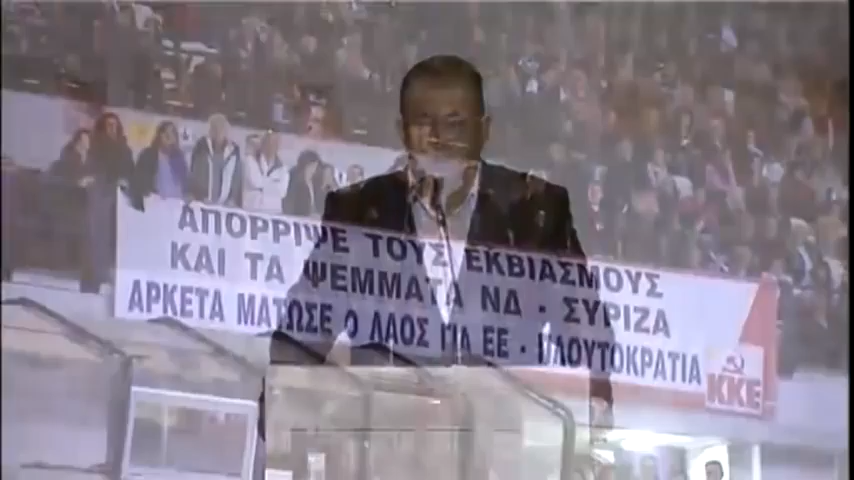 ΑΠΟΡΡΙΨΕ ΤΟΥΣ ΕΚΒΙΑΣΜΟΥΣ
ΚΑΙ ΤΑ ΨΕΜΜΑΤΑ ΝΔ - ΣΥΡΙΖΑ
ΑΡΚΕΤΑ ΜΑΤΩΣΕ Ο ΛΑΟΣ ΓΙΑ ΕΕ - ΠΛΟΥΤΟΚΡΑΤΙΑ
ΚΚΕ